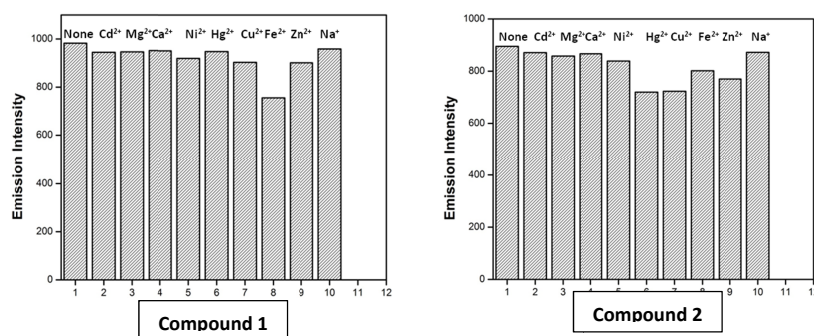 None Cd²⁺ Mg²⁺ Ca²⁺ Ni²⁺ Hg²⁺ Cu²⁺ Fe²⁺ Zn²⁺ Na⁺
1000
800
600
400
200
0
Emission Intensity
1 2 3 4 5 6 7 8 9 10 11 12
Compound 1
None Cd²⁺ Mg²⁺ Ca²⁺ Ni²⁺ Hg²⁺ Cu²⁺ Fe²⁺ Zn²⁺ Na⁺
1000
800
600
400
200
0
Emission Intensity
1 2 3 4 5 6 7 8 9 10 11
Compound 2